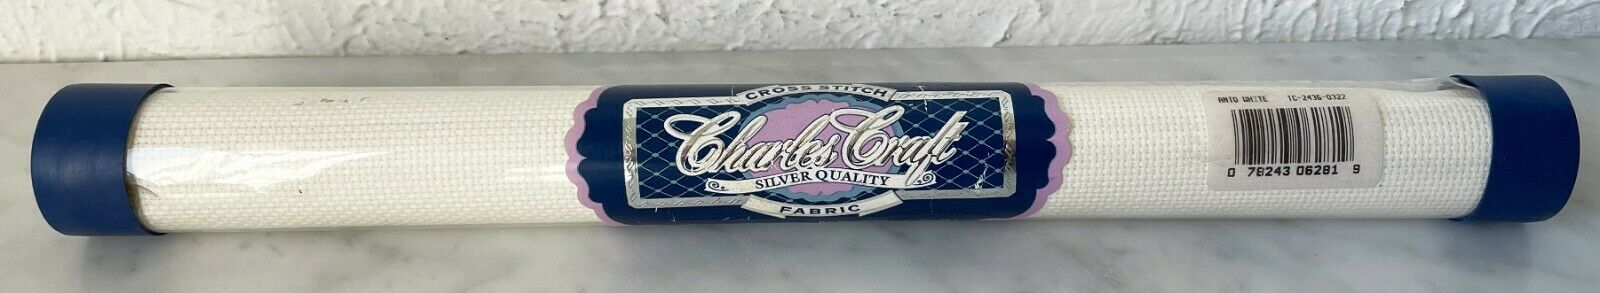 CROSS STITCH
Charles Craft
SILVER QUALITY
FABRIC
ANTQ WHITE TC-2436-0322
0 78243 06281 9